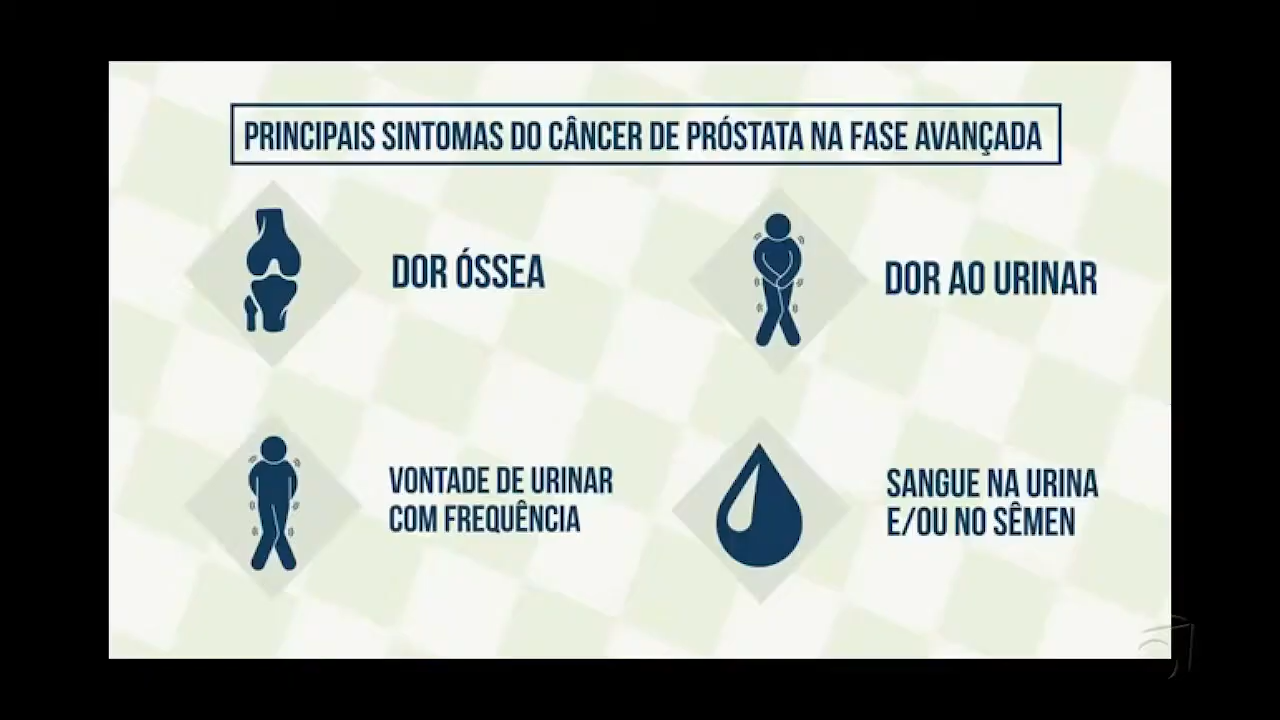 PRINCIPAIS SINTOMAS DO CÂNCER DE PRÓSTATA NA FASE AVANÇADA
DOR ÓSSEA
DOR AO URINAR
VONTADE DE URINAR
COM FREQUÊNCIA
SANGUE NA URINA
E/OU NO SÊMEN